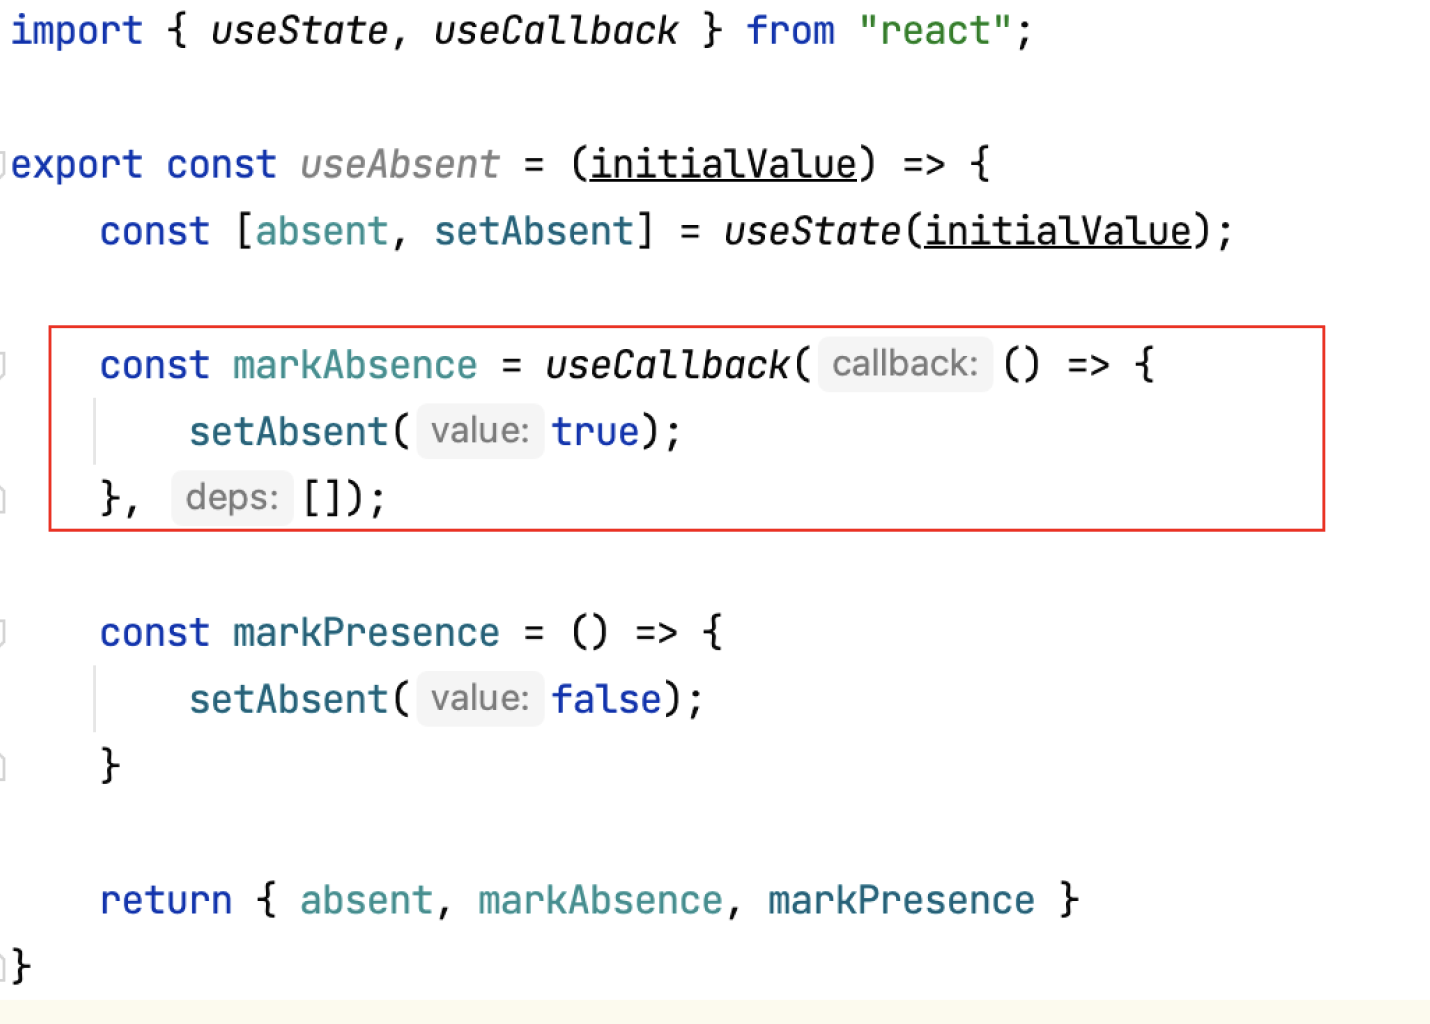 import { useState, useCallback } from "react";
export const useAbsent = (initialValue) => {
const [absent, setAbsent] = useState(initialValue);
const markAbsence = useCallback( callback: () => {
setAbsent( value: true);
}, deps: []);
const markPresence = () => {
setAbsent( value: false);
}
return { absent, markAbsence, markPresence }
}